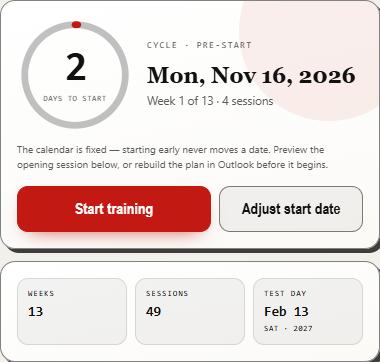 2
DAYS TO START
CYCLE · PRE-START
Mon, Nov 16, 2026
Week 1 of 13 · 4 sessions
The calendar is fixed — starting early never moves a date. Preview the
opening session below, or rebuild the plan in Outlook before it begins.
Start training
Adjust start date
WEEKS
13
SESSIONS
49
TEST DAY
Feb 13
SAT · 2027